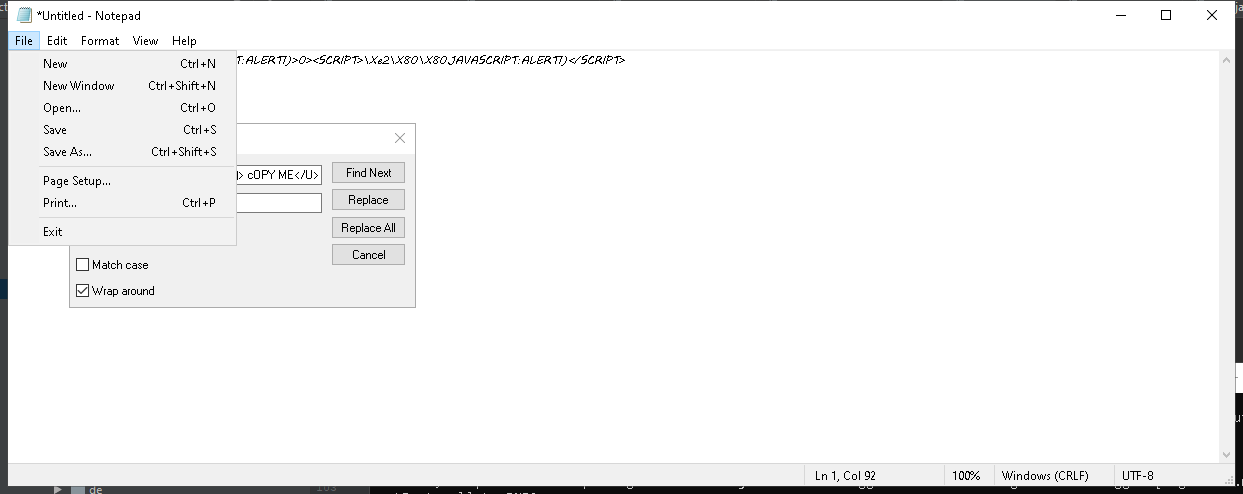 *Untitled - Notepad
File Edit Format View Help
New Ctrl+N
New Window Ctrl+Shift+N
Open... Ctrl+O
Save Ctrl+S
Save As... Ctrl+Shift+S
Page Setup...
Print... Ctrl+P
Exit
T:ALERT1)>0><SCRIPT>\Xe2\X80\X80JAVASCRIPT:ALERT1)</SCRIPT>
> cOPY ME</U>
Find Next
Replace
Replace All
Cancel
Match case
Wrap around
Ln 1, Col 92 100% Windows (CRLF) UTF-8
de
103